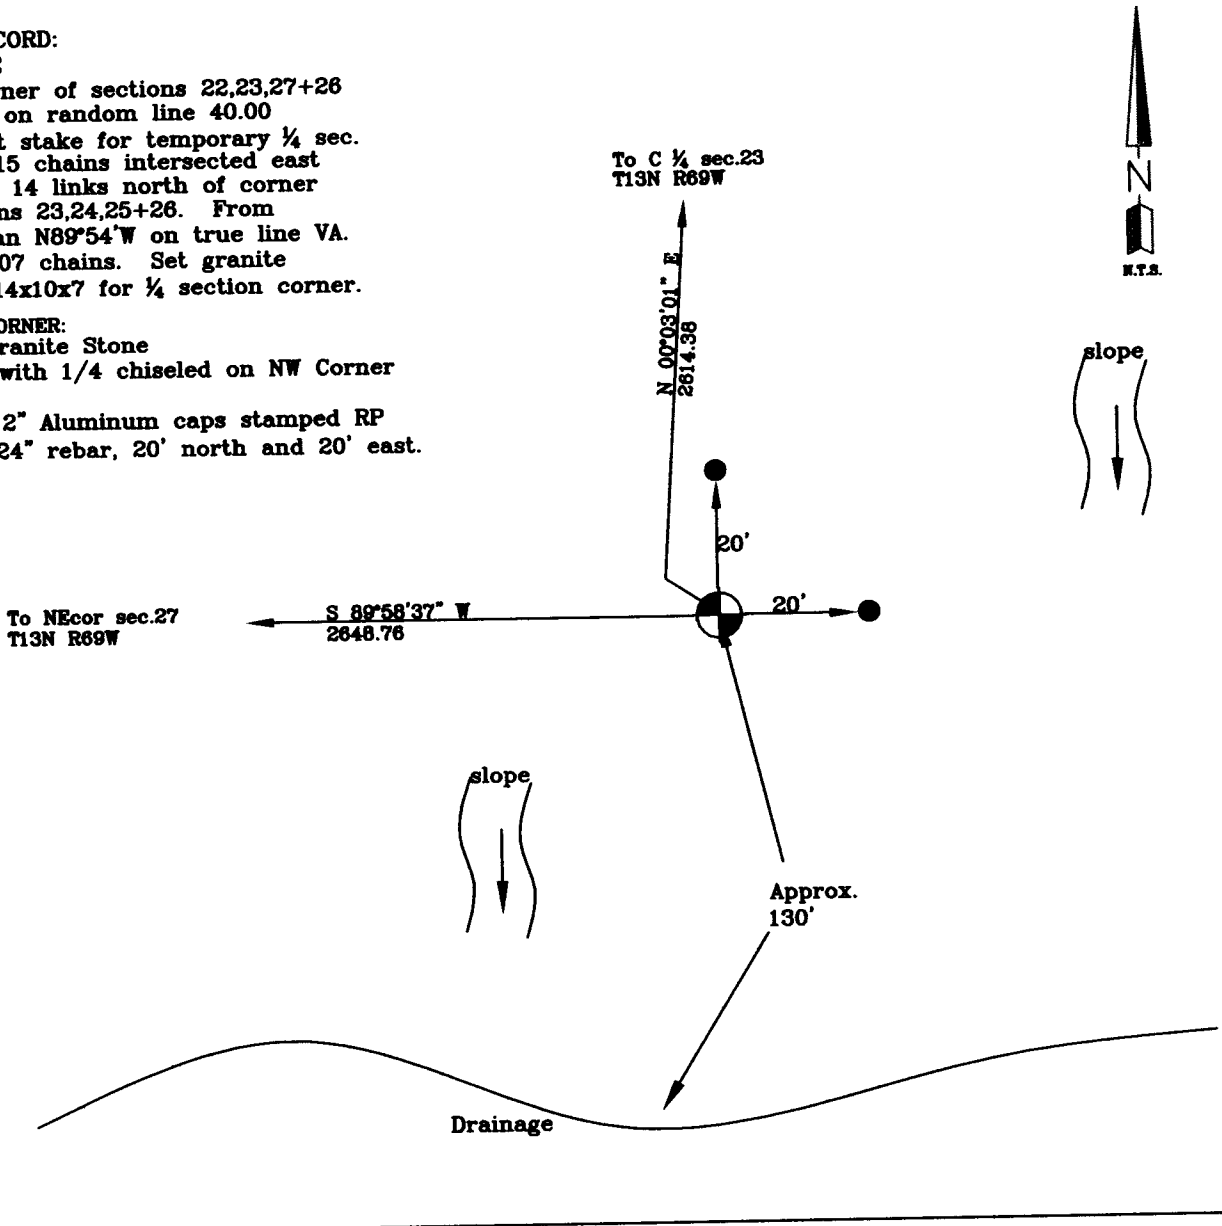 CORD:
ner of sections 22,23,27+26
on random line 40.00
t stake for temporary ¼ sec.
15 chains intersected east
14 links north of corner
ns 23,24,25+26. From
an N89°54'W on true line VA.
07 chains. Set granite
14x10x7 for ¼ section corner.
ORNER:
ranite Stone
with 1/4 chiseled on NW Corner
2" Aluminum caps stamped RP
24" rebar, 20' north and 20' east.
To C ¼ sec.23
T13N R69W
N
N.T.S.
N 00°03'01" E
2614.38
slope
20'
20'
To NEcor sec.27
T13N R69W
S 89°58'37" W
2648.76
slope
Approx.
130'
Drainage